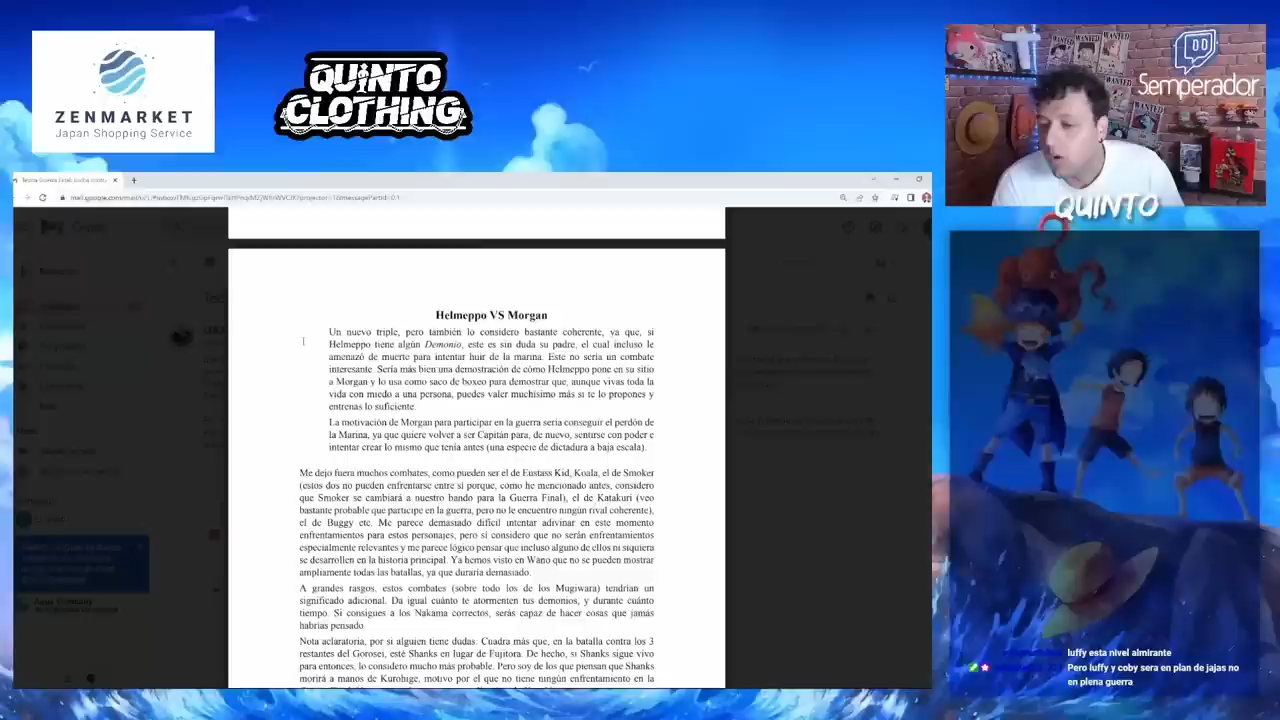 ZENMARKET
Japan Shopping Service
QUINTO
CLOTHING
WANTED
WANTED
WANTED
Semperador
QUINTO
Helmeppo VS Morgan
Un nuevo triple, pero también lo considero bastante coherente, ya que, si
Helmeppo tiene algún Demonio, este es sin duda su padre, el cual incluso le
amenazó de muerte para intentar huir de la marina. Este no sería un combate
interesante. Sería más bien una demostración de cómo Helmeppo pone en su sitio
a Morgan y lo usa como saco de boxeo para demostrar que, aunque vivas toda la
vida con miedo a una persona, puedes valer muchísimo más si te lo propones y
entrenas lo suficiente.
La motivación de Morgan para participar en la guerra sería conseguir el perdón de
la Marina, ya que quiere volver a ser Capitán para, de nuevo, sentirse con poder e
intentar crear lo mismo que tenía antes (una especie de dictadura a baja escala).
Me dejo fuera muchos combates, como pueden ser el de Eustass Kid, Koala, el de Smoker
(estos dos no pueden enfrentarse entre sí porque, como he mencionado antes, considero
que Smoker se cambiará a nuestro bando para la Guerra Final), el de Katakuri (veo
bastante probable que participe en la guerra, pero no le encuentro ningún rival coherente),
el de Buggy etc. Me parece demasiado difícil intentar adivinar en este momento
enfrentamientos para estos personajes, pero sí considero que no serán enfrentamientos
especialmente relevantes y me parece lógico pensar que incluso alguno de ellos ni siquiera
se desarrollen en la historia principal. Ya hemos visto en Wano que no se pueden mostrar
ampliamente todas las batallas, ya que duraría demasiado.
A grandes rasgos, estos combates (sobre todo los de los Mugiwara) tendrían un
significado adicional. Da igual cuánto te atormenten tus demonios, y durante cuánto
tiempo. Si consigues a los Nakama correctos, serás capaz de hacer cosas que jamás
habrías pensado.
Nota aclaratoria, por si alguien tiene dudas: Cuadra más que, en la batalla contra los 3
restantes del Gorosei, esté Shanks en lugar de Fujitora. De hecho, si Shanks sigue vivo
para entonces, lo considero mucho más probable. Pero soy de los que piensan que Shanks
morirá a manos de Kurohige, motivo por el que no tiene ningún enfrentamiento en la
luffy esta nivel almirante
Pero luffy y coby sera en plan de jajas no
en plena guerra